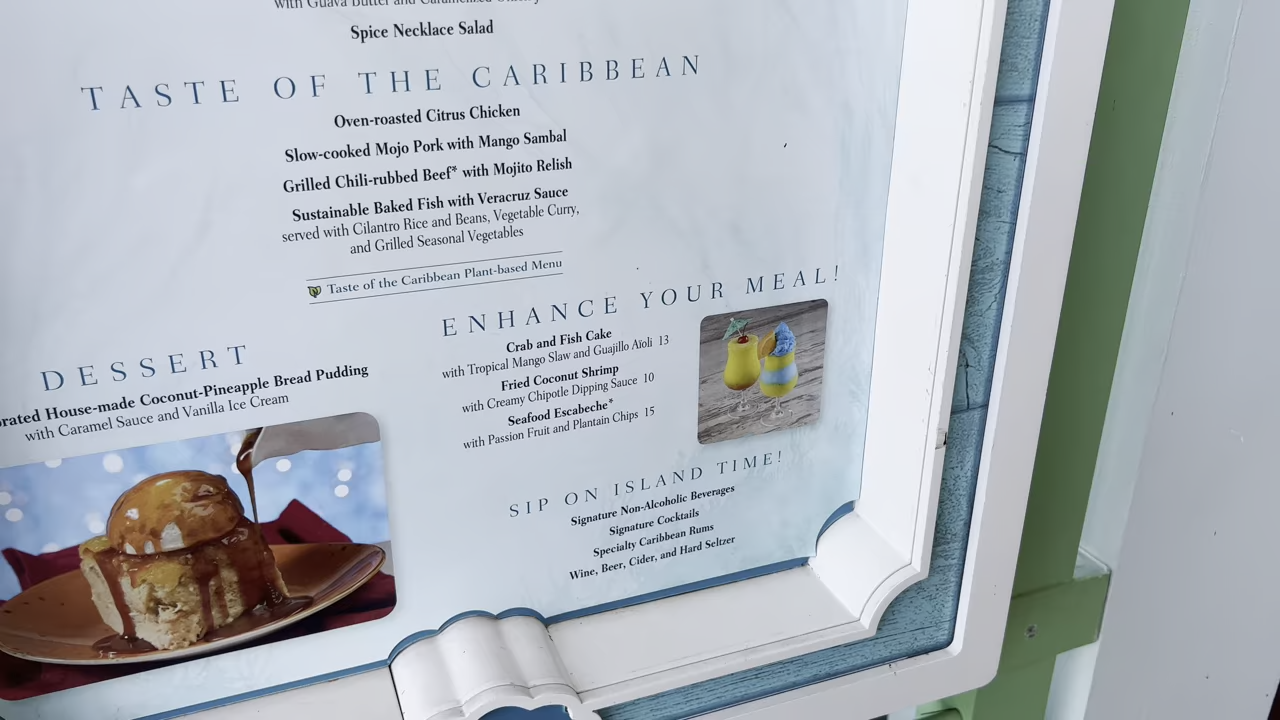 with Guava Butter and Caramelized
Spice Necklace Salad
TASTE OF THE CARIBBEAN
Oven-roasted Citrus Chicken
Slow-cooked Mojo Pork with Mango Sambal
Grilled Chili-rubbed Beef* with Mojito Relish
Sustainable Baked Fish with Veracruz Sauce
served with Cilantro Rice and Beans, Vegetable Curry,
and Grilled Seasonal Vegetables
Taste of the Caribbean Plant-based Menu
DESSERT
House-made Coconut-Pineapple Bread Pudding
with Caramel Sauce and Vanilla Ice Cream
ENHANCE YOUR MEAL!
Crab and Fish Cake
with Tropical Mango Slaw and Guajillo Aïoli 13
Fried Coconut Shrimp
with Creamy Chipotle Dipping Sauce 10
Seafood Escabeche*
with Passion Fruit and Plantain Chips 15
SIP ON ISLAND TIME!
Signature Non-Alcoholic Beverages
Signature Cocktails
Specialty Caribbean Rums
Wine, Beer, Cider, and Hard Seltzer